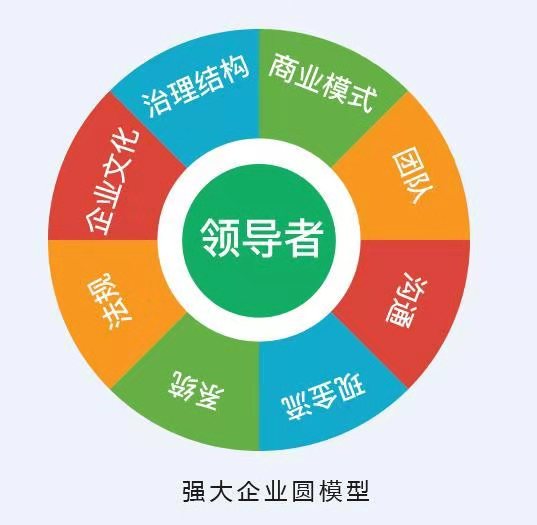 治理结构
商业模式
团队
沟通
现金流
系统
法规
企业文化
领导者
强大企业圆模型